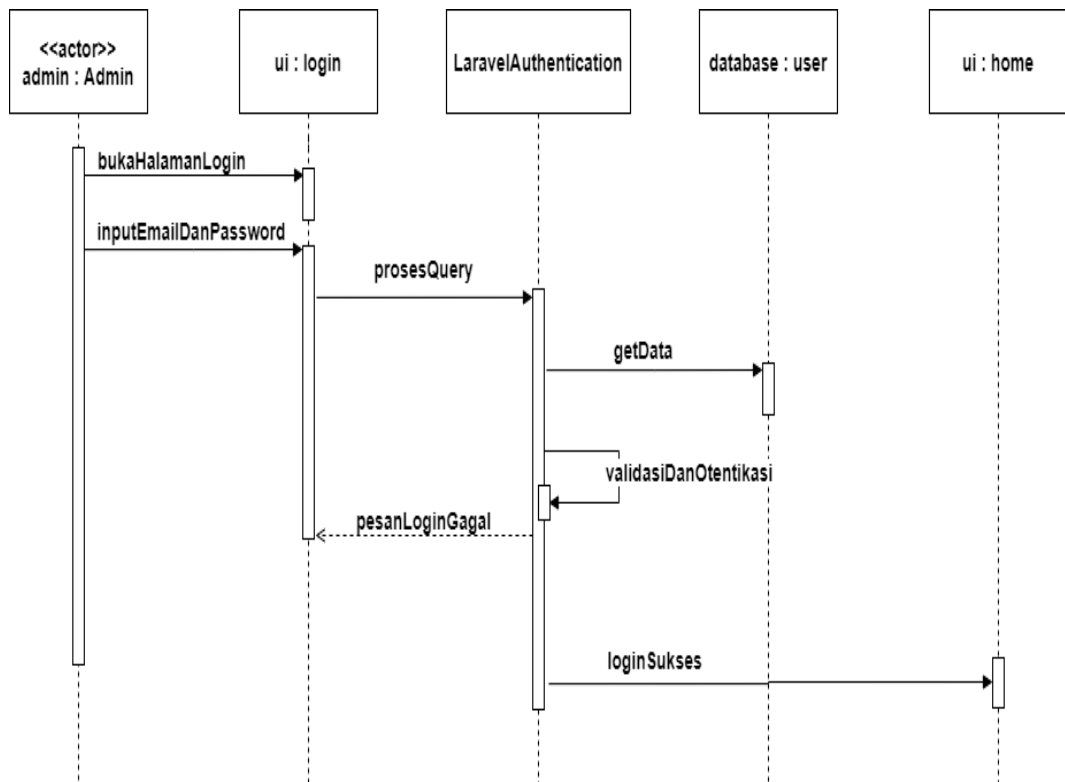 <<actor>>
admin : Admin
ui : login
LaravelAuthentication
database : user
ui : home
bukaHalamanLogin
inputEmailDanPassword
prosesQuery
getData
validasiDanOtentikasi
pesanLoginGagal
loginSukses